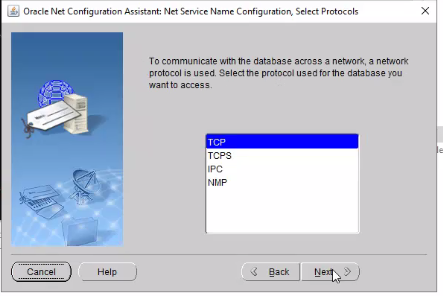 Oracle Net Configuration Assistant: Net Service Name Configuration, Select Protocols
To communicate with the database across a network, a network
protocol is used. Select the protocol used for the database you
want to access.
TCP
TCPS
IPC
NMP
Cancel
Help
Back
Next